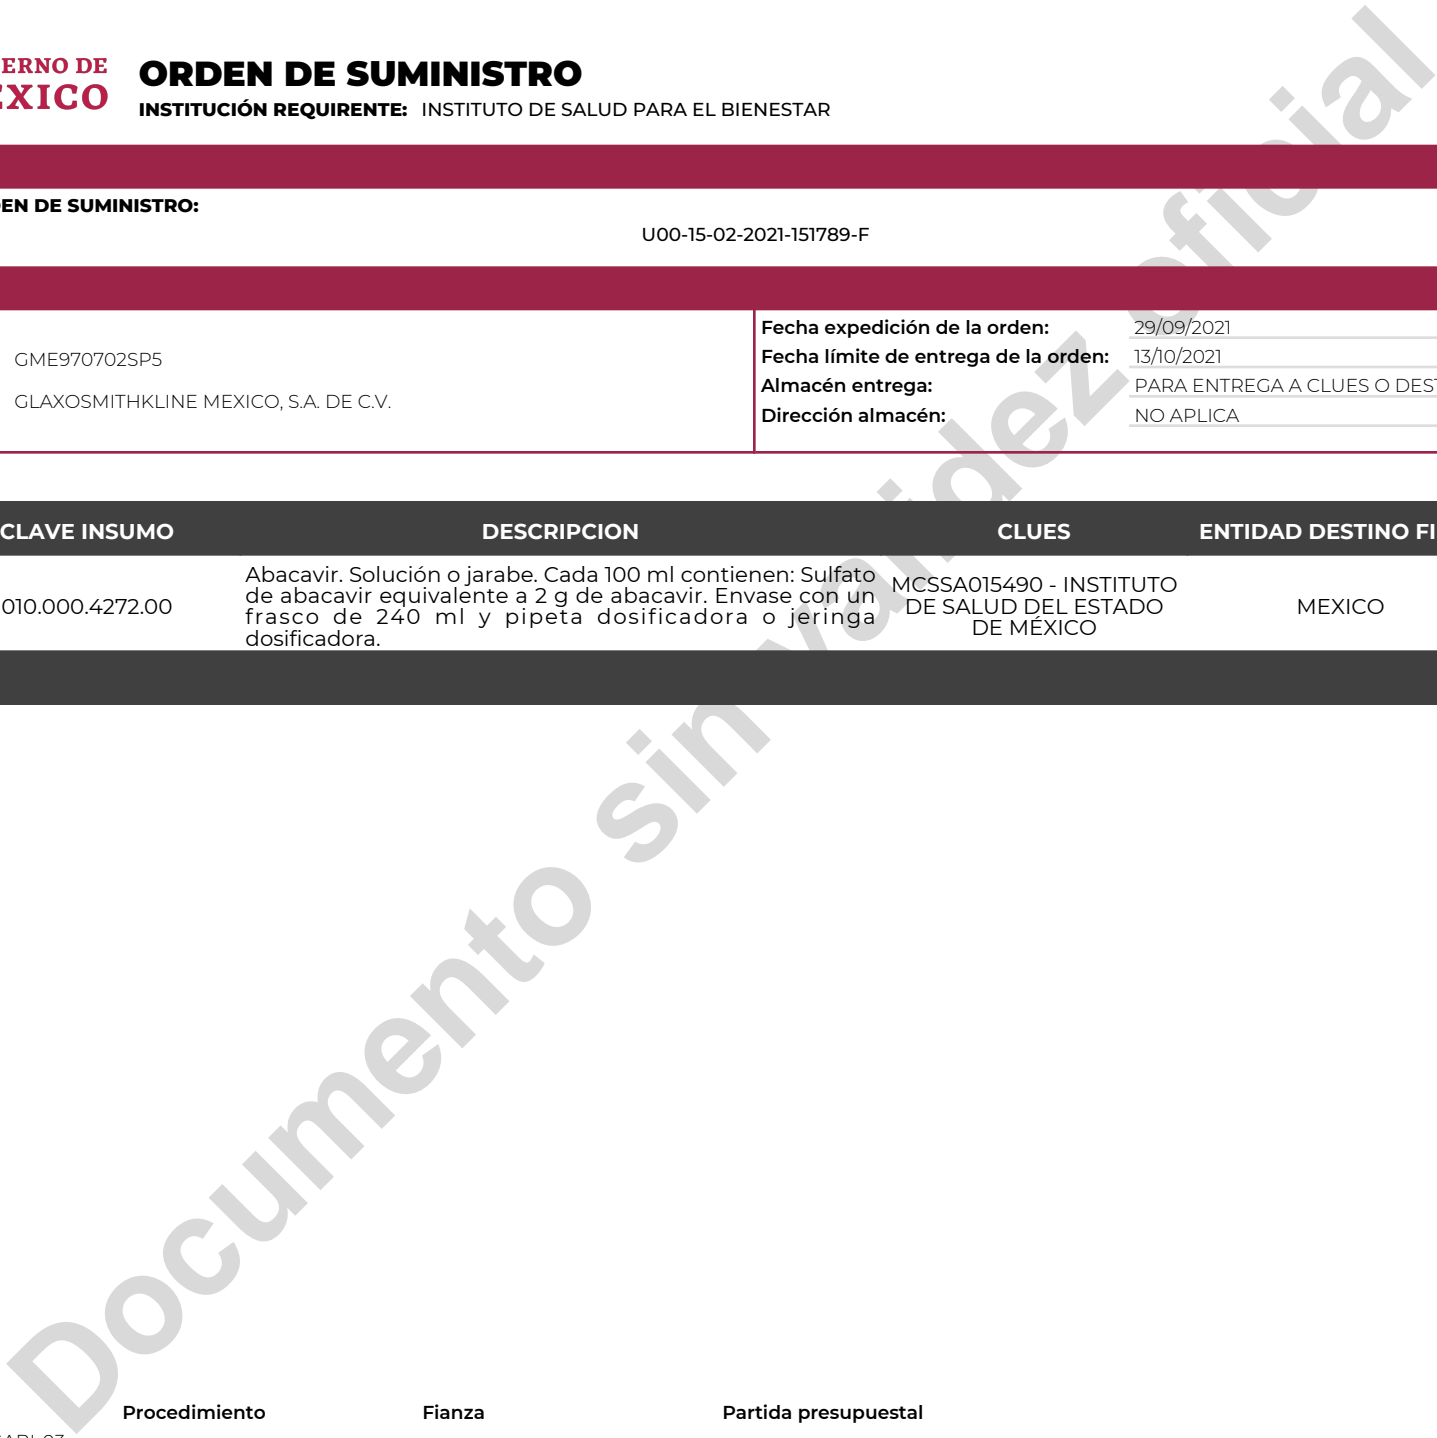 ERNO DE
ÉXICO
ORDEN DE SUMINISTRO
INSTITUCIÓN REQUIRENTE: INSTITUTO DE SALUD PARA EL BIENESTAR
EN DE SUMINISTRO:
U00-15-02-2021-151789-F
GME970702SP5
GLAXOSMITHKLINE MEXICO, S.A. DE C.V.
Fecha expedición de la orden: 29/09/2021
Fecha límite de entrega de la orden: 13/10/2021
Almacén entrega: PARA ENTREGA A CLUES O DEST
Dirección almacén: NO APLICA
CLAVE INSUMO DESCRIPCION CLUES ENTIDAD DESTINO FI
010.000.4272.00
Abacavir. Solución o jarabe. Cada 100 ml contienen: Sulfato
de abacavir equivalente a 2 g de abacavir. Envase con un
frasco de 240 ml y pipeta dosificadora o jeringa
dosificadora.
MCSSA015490 - INSTITUTO
DE SALUD DEL ESTADO
DE MÉXICO
MEXICO
Documento sin validez oficial
Procedimiento Fianza Partida presupuestal